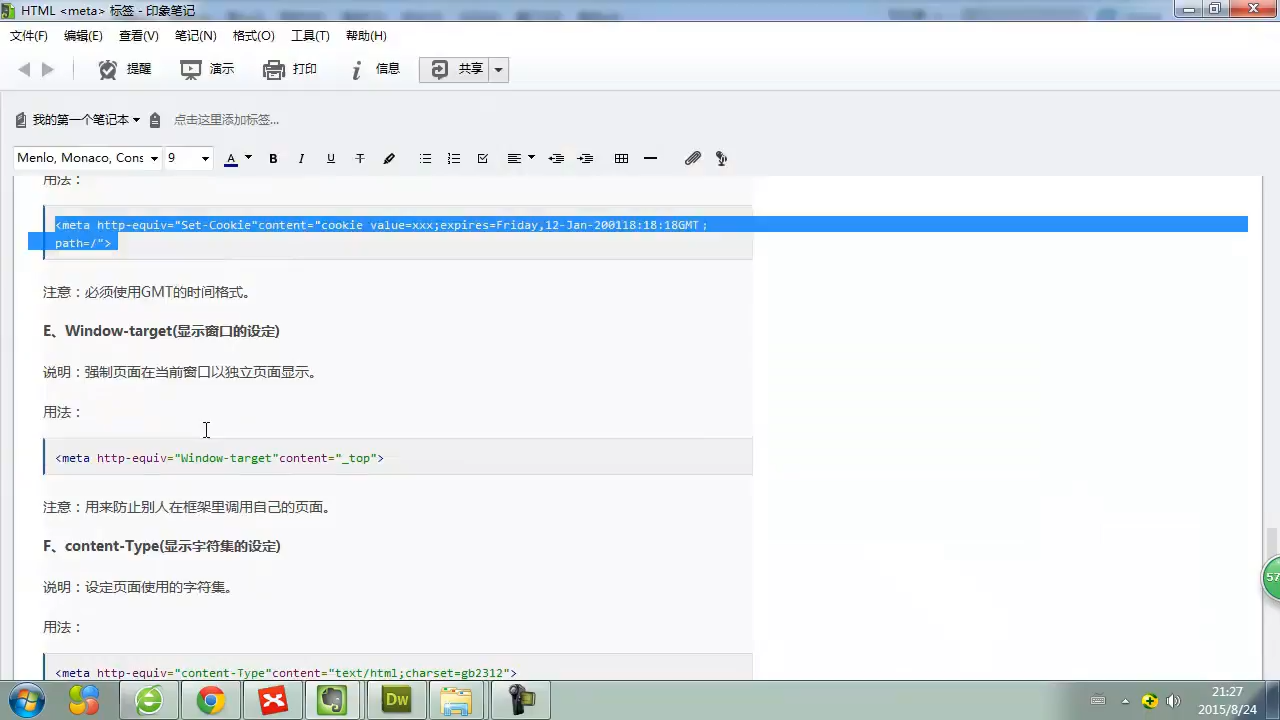 HTML <meta> 标签 - 印象笔记
文件(F) 编辑(E) 查看(V) 笔记(N) 格式(O) 工具(T) 帮助(H)
提醒 演示 打印 信息 共享
我的第一个笔记本 点击这里添加标签...
Menlo, Monaco, Cons 9 A B I U T
用法：
<meta http-equiv="Set-Cookie"content="cookie value=xxx;expires=Friday,12-Jan-200118:18:18GMT；
path=/">
注意：必须使用GMT的时间格式。
E、Window-target(显示窗口的设定)
说明：强制页面在当前窗口以独立页面显示。
用法：
<meta http-equiv="Window-target"content="_top">
注意：用来防止别人在框架里调用自己的页面。
F、content-Type(显示字符集的设定)
说明：设定页面使用的字符集。
用法：
<meta http-equiv="content-Type"content="text/html;charset=gb2312">
57
Dw
21:27
2015/8/24